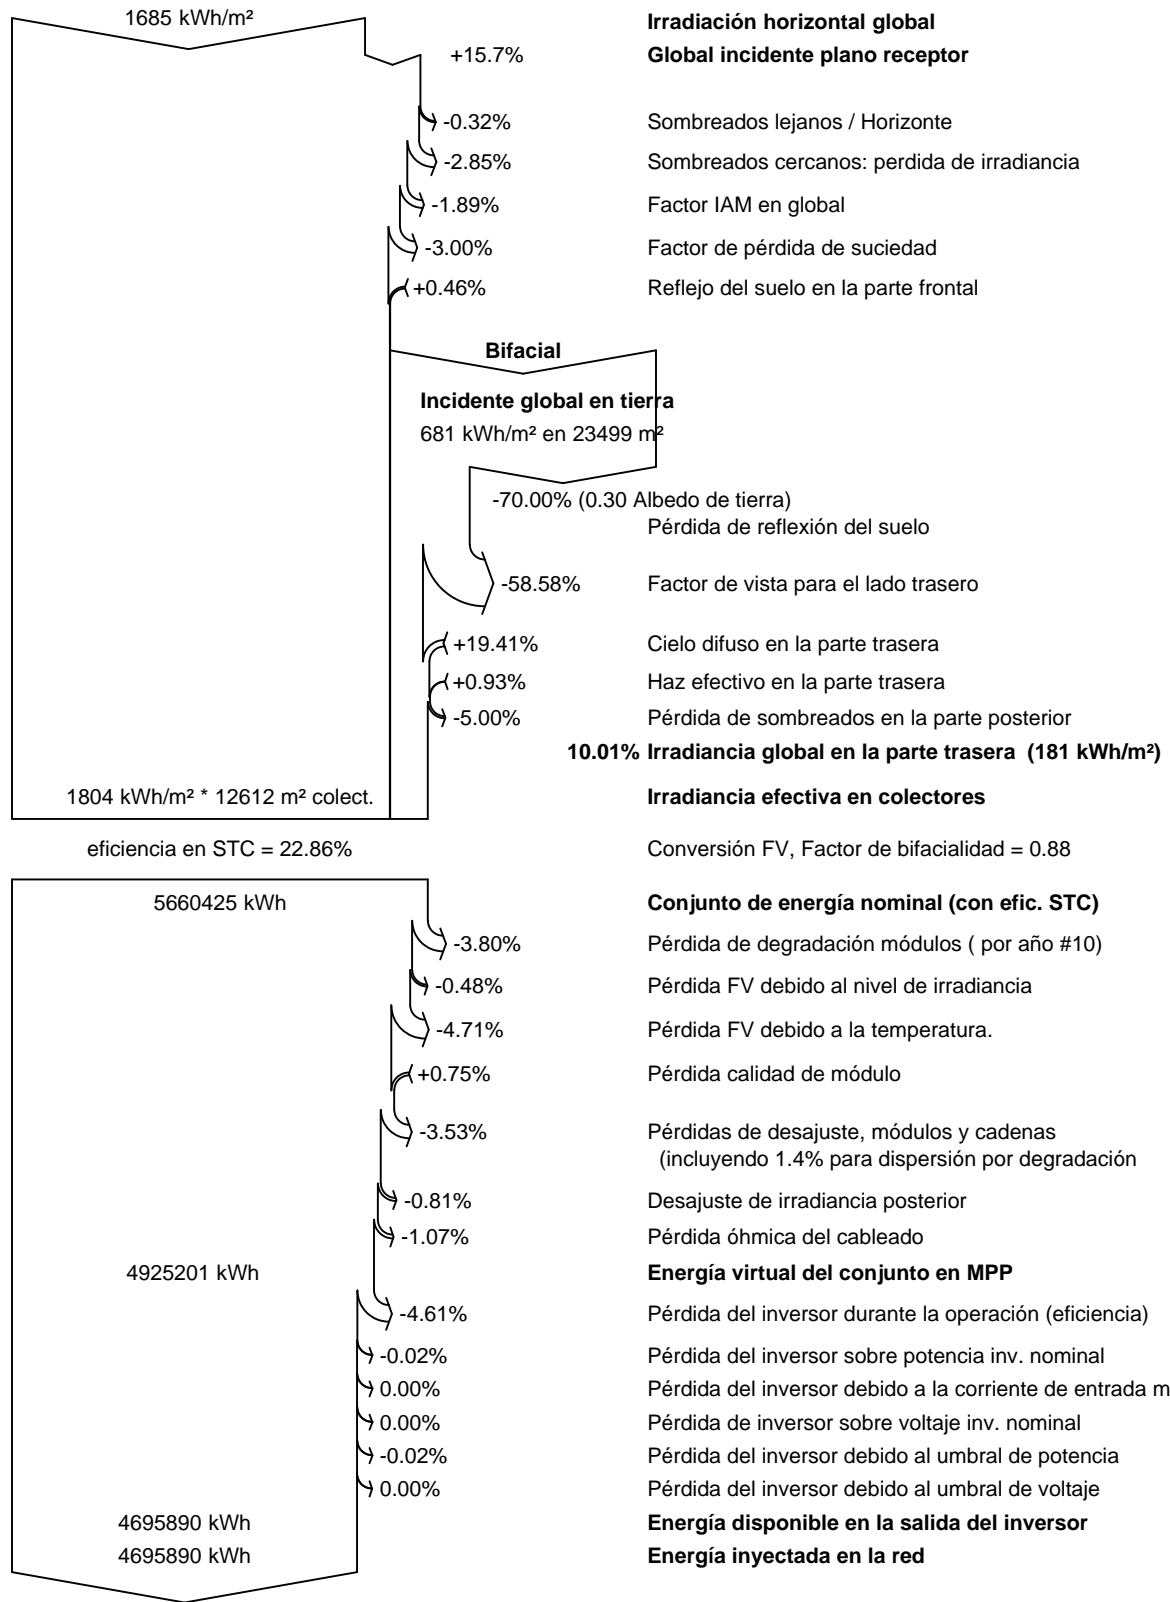 1685 kWh/m² Irradiación horizontal global
+15.7% Global incidente plano receptor
-0.32% Sombreados lejanos / Horizonte
-2.85% Sombreados cercanos: perdida de irradiancia
-1.89% Factor IAM en global
-3.00% Factor de pérdida de suciedad
+0.46% Reflejo del suelo en la parte frontal
Bifacial
Incidente global en tierra
681 kWh/m² en 23499 m²
-70.00% (0.30 Albedo de tierra)
Pérdida de reflexión del suelo
-58.58% Factor de vista para el lado trasero
+19.41% Cielo difuso en la parte trasera
+0.93% Haz efectivo en la parte trasera
-5.00% Pérdida de sombreados en la parte posterior
10.01% Irradiancia global en la parte trasera (181 kWh/m²)
1804 kWh/m² * 12612 m² colect. Irradiancia efectiva en colectores
eficiencia en STC = 22.86% Conversión FV, Factor de bifacialidad = 0.88
5660425 kWh Conjunto de energía nominal (con efic. STC)
-3.80% Pérdida de degradación módulos ( por año #10)
-0.48% Pérdida FV debido al nivel de irradiancia
-4.71% Pérdida FV debido a la temperatura.
+0.75% Pérdida calidad de módulo
-3.53% Pérdidas de desajuste, módulos y cadenas
(incluyendo 1.4% para dispersión por degradación
-0.81% Desajuste de irradiancia posterior
-1.07% Pérdida óhmica del cableado
4925201 kWh Energía virtual del conjunto en MPP
-4.61% Pérdida del inversor durante la operación (eficiencia)
-0.02% Pérdida del inversor sobre potencia inv. nominal
0.00% Pérdida del inversor debido a la corriente de entrada m
0.00% Pérdida de inversor sobre voltaje inv. nominal
-0.02% Pérdida del inversor debido al umbral de potencia
0.00% Pérdida del inversor debido al umbral de voltaje
4695890 kWh Energía disponible en la salida del inversor
4695890 kWh Energía inyectada en la red